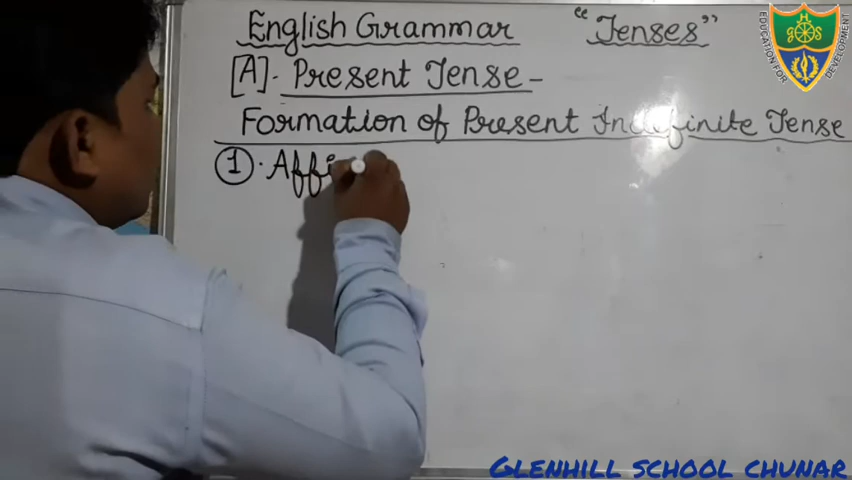 English Grammar "Tenses"
[A]. Present Tense –
Formation of Present Indefinite Tense
① . Affi
EDUCATION FOR DEVELOPMENT
G H S
GLENHILL SCHOOL CHUNAR